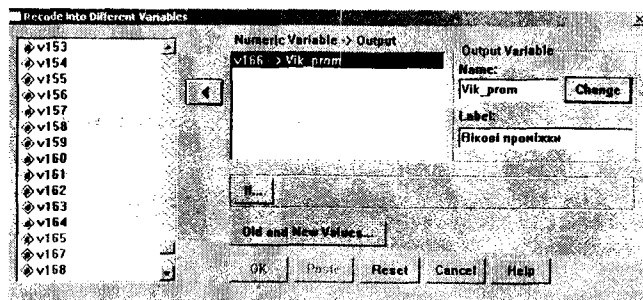 Recode Into Different Variables
v153
v154
v155
v156
v157
v158
v159
v160
v161
v162
v163
v164
v165
v167
v168
Numeric Variable -> Output
v166 -> Vik_prom
Output Variable
Name:
Vik_prom
Change
Label:
Вікові проміжки
If...
Old and New Values...
OK
Paste
Reset
Cancel
Help